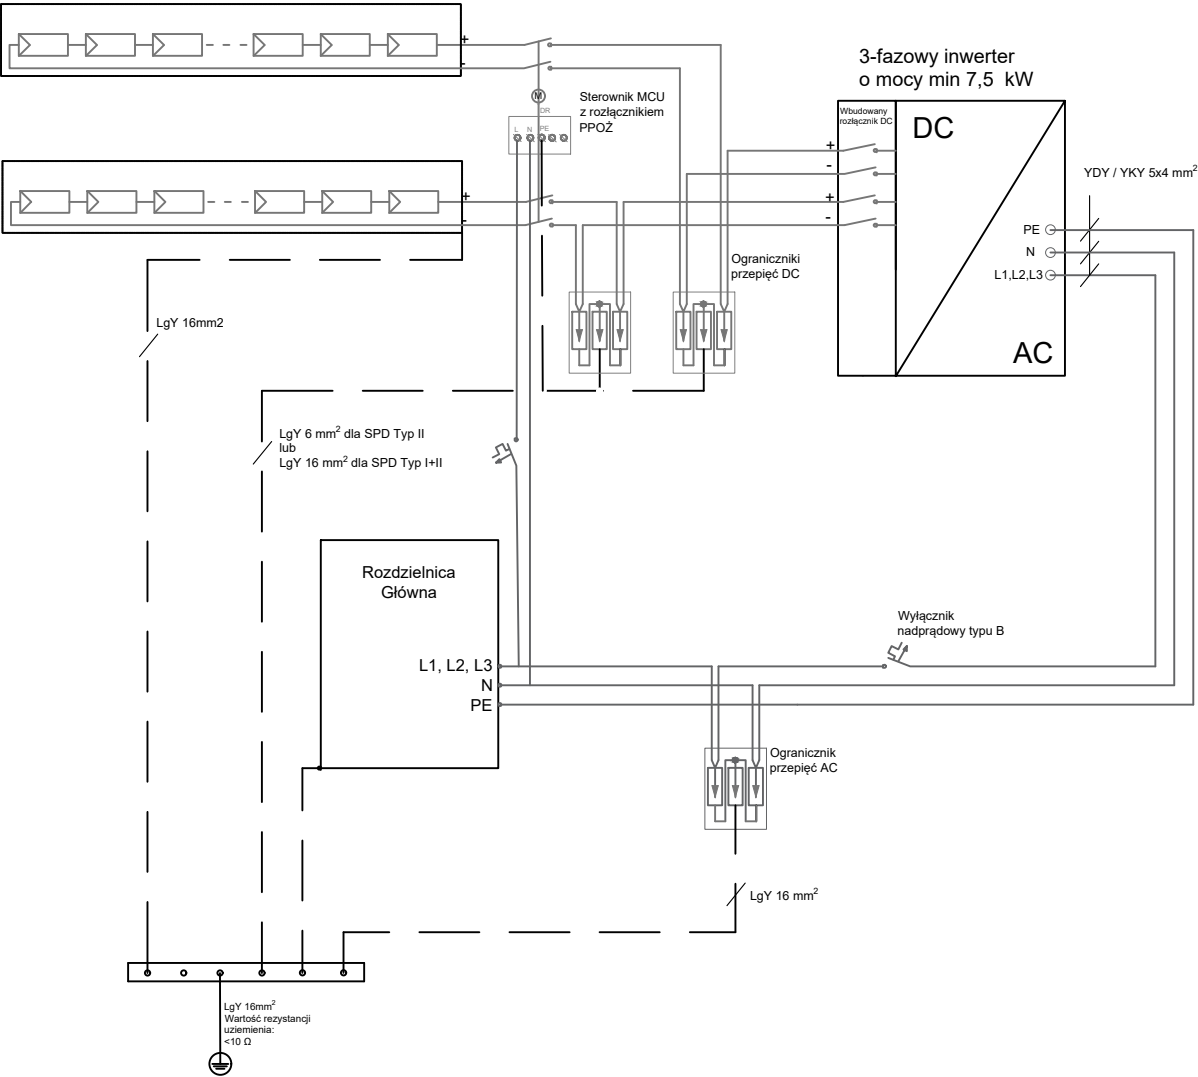 +
-
3-fazowy inwerter
o mocy min 7,5 kW
M
Sterownik MCU
z rozłącznikiem
PPOŻ
DR
L N PE
Wbudowany
rozłącznik DC
DC
+
-
+
-
YDY / YKY 5x4 mm²
+
-
PE
N
L1,L2,L3
Ograniczniki
przepięć DC
LgY 16mm2
AC
LgY 6 mm² dla SPD Typ II
lub
LgY 16 mm² dla SPD Typ I+II
Rozdzielnica
Główna
Wyłącznik
nadprądowy typu B
L1, L2, L3
N
PE
Ogranicznik
przepięć AC
LgY 16 mm²
LgY 16mm²
Wartość rezystancji
uziemienia:
<10 Ω